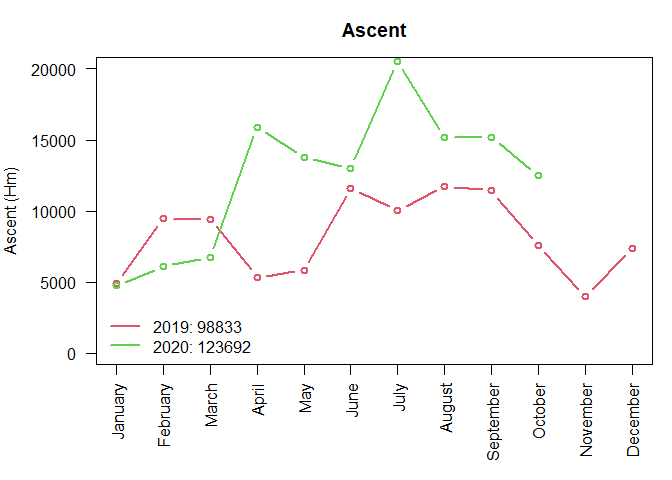 Ascent
Ascent (Hm)
20000
15000
10000
5000
0
2019: 98833
2020: 123692
January
February
March
April
May
June
July
August
September
October
November
December